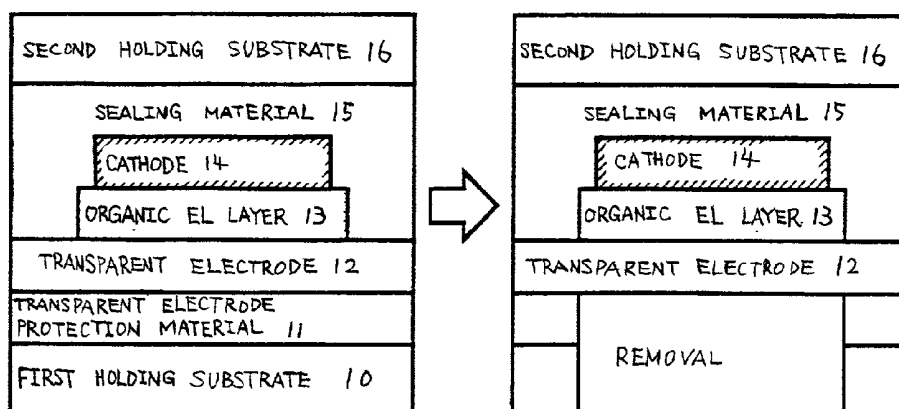 SECOND HOLDING SUBSTRATE 16
SEALING MATERIAL 15
CATHODE 14
ORGANIC EL LAYER 13
TRANSPARENT ELECTRODE 12
TRANSPARENT ELECTRODE
PROTECTION MATERIAL 11
FIRST HOLDING SUBSTRATE 10
SECOND HOLDING SUBSTRATE 16
SEALING MATERIAL 15
CATHODE 14
ORGANIC EL LAYER 13
TRANSPARENT ELECTRODE 12
REMOVAL